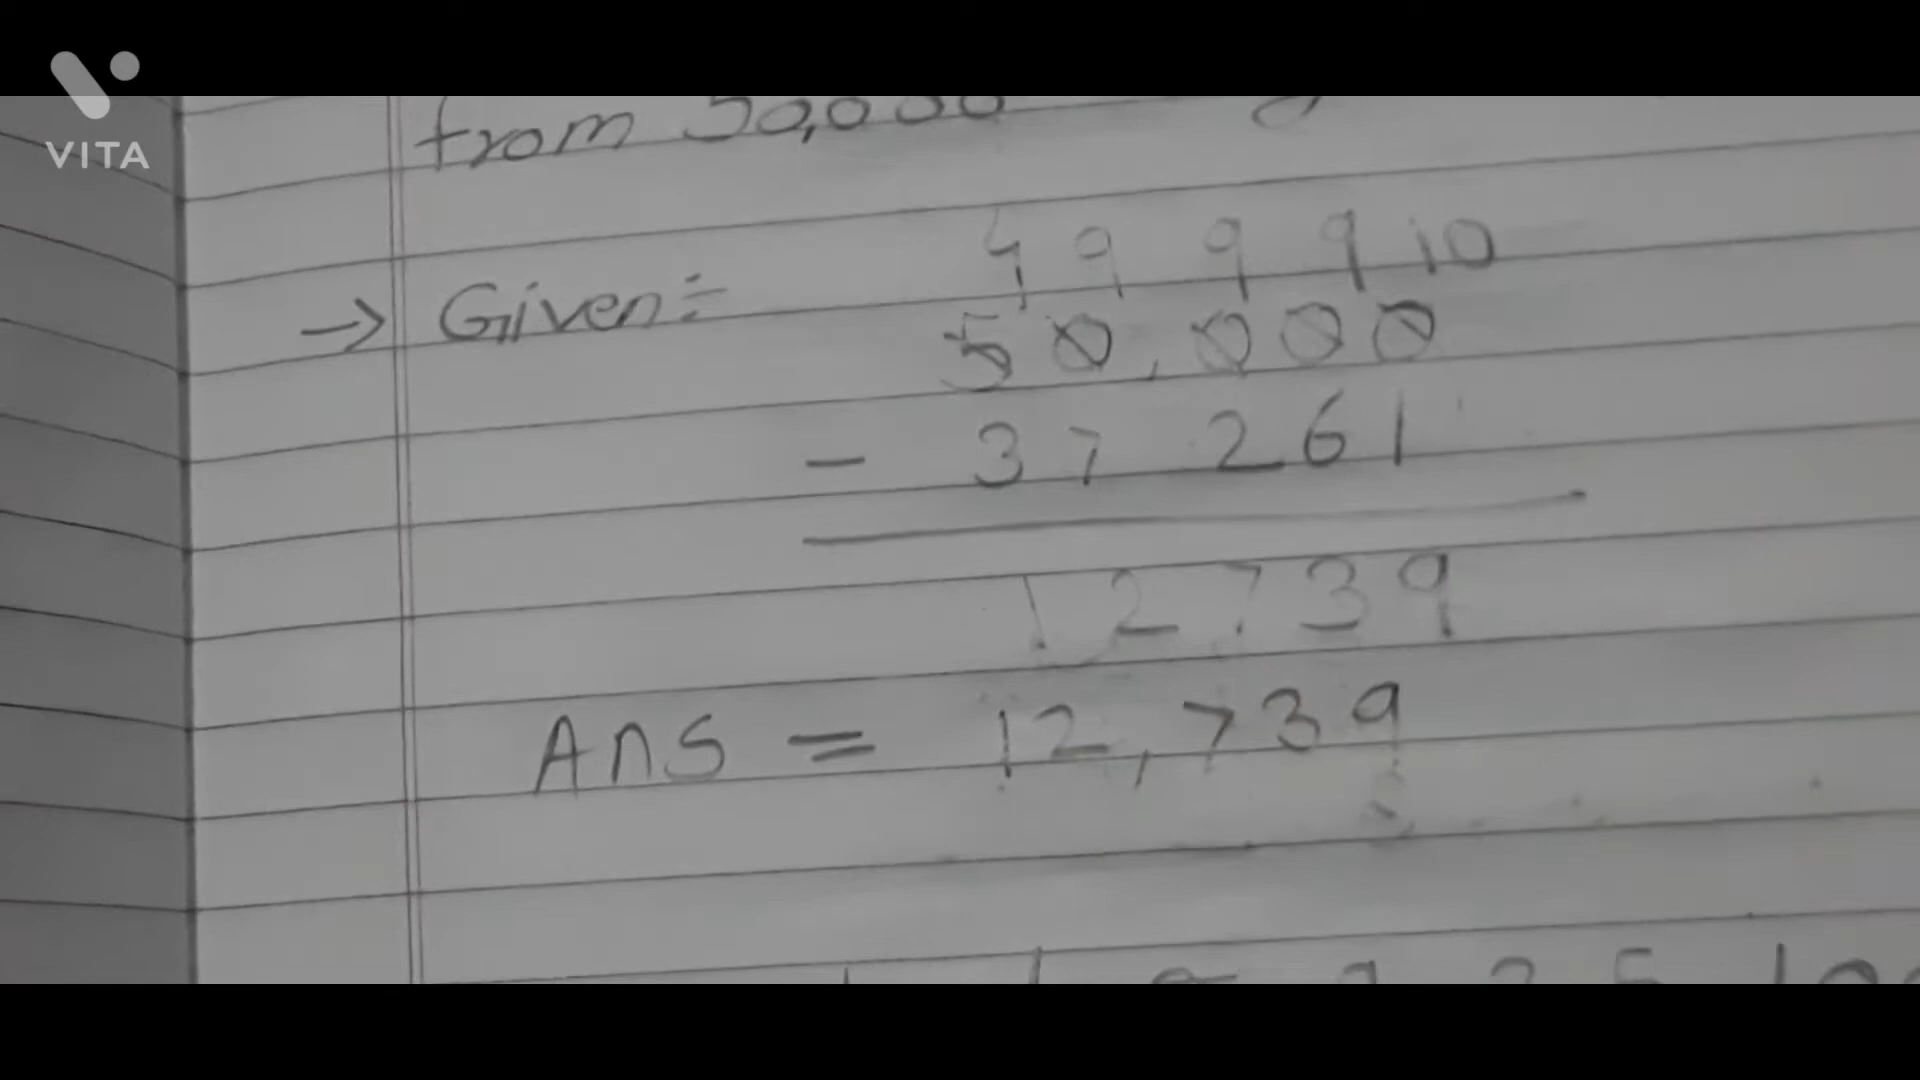 VITA
from 50,000
4 9 9 9 10
→ Given:-
50,000
- 37 261
12739
Ans = 12,739